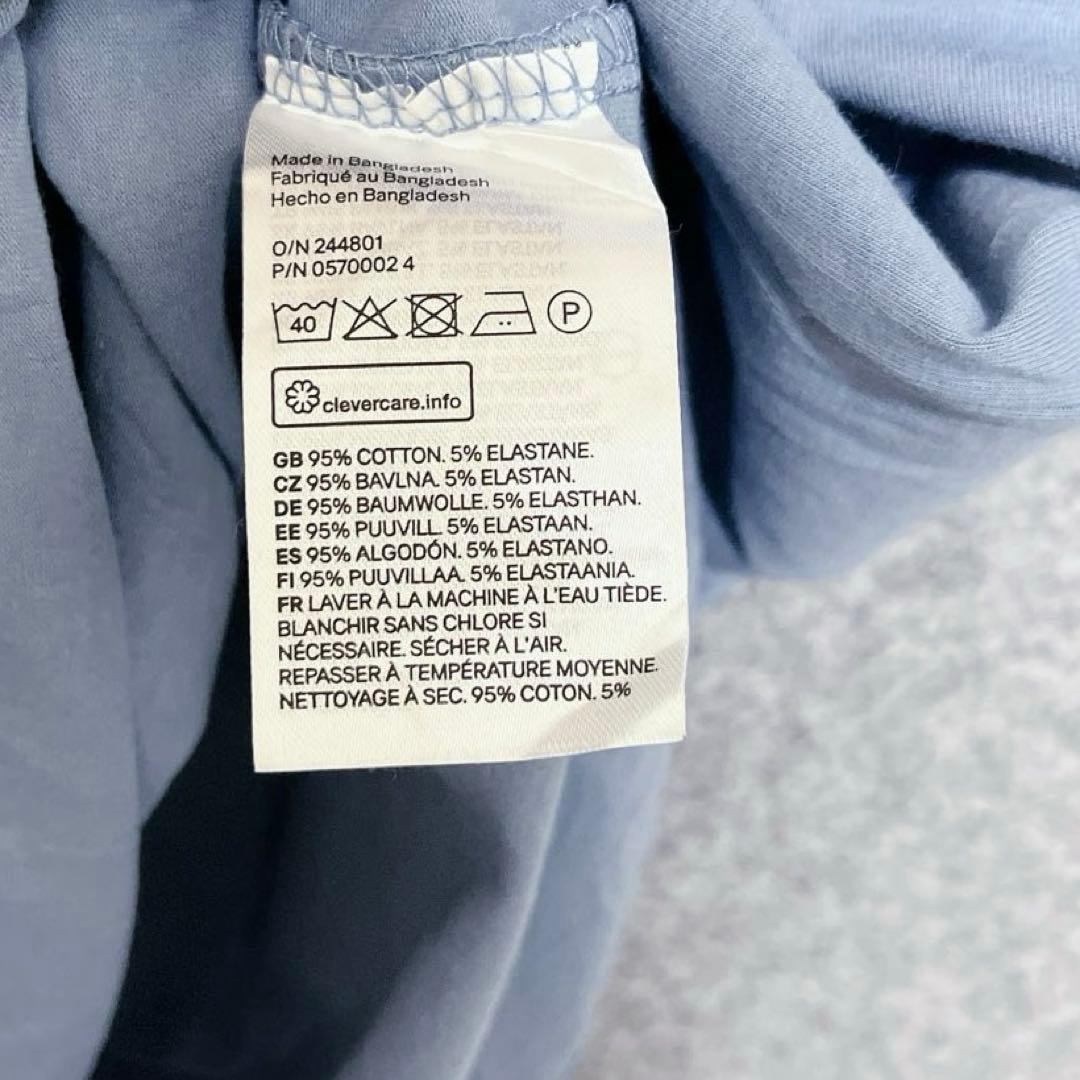 Made in Bangladesh
Fabriqué au Bangladesh
Hecho en Bangladesh
O/N 244801
P/N 0570002 4
40 P
clevercare.info
GB 95% COTTON. 5% ELASTANE.
CZ 95% BAVLNA. 5% ELASTAN.
DE 95% BAUMWOLLE. 5% ELASTHAN.
EE 95% PUUVILL. 5% ELASTAAN.
ES 95% ALGODÓN. 5% ELASTANO.
FI 95% PUUVILLAA. 5% ELASTAANIA.
FR LAVER À LA MACHINE À L'EAU TIÈDE.
BLANCHIR SANS CHLORE SI
NÉCESSAIRE. SÉCHER À L'AIR.
REPASSER À TEMPÉRATURE MOYENNE.
NETTOYAGE À SEC. 95% COTON. 5%